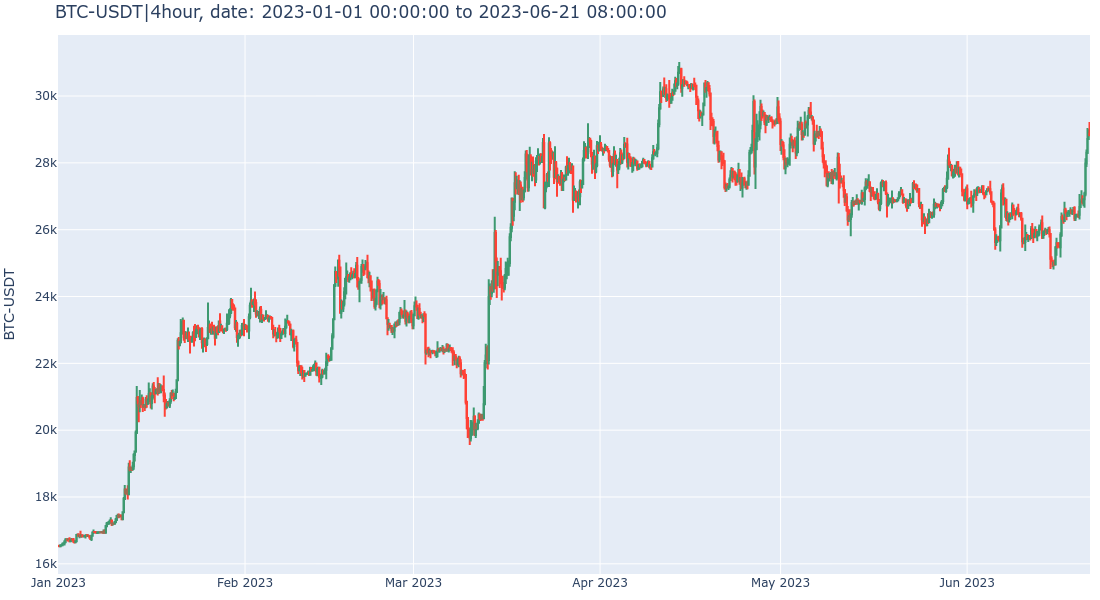 BTC-USDT|4hour, date: 2023-01-01 00:00:00 to 2023-06-21 08:00:00
BTC-USDT
30k
28k
26k
24k
22k
20k
18k
16k
Jan 2023 Feb 2023 Mar 2023 Apr 2023 May 2023 Jun 2023